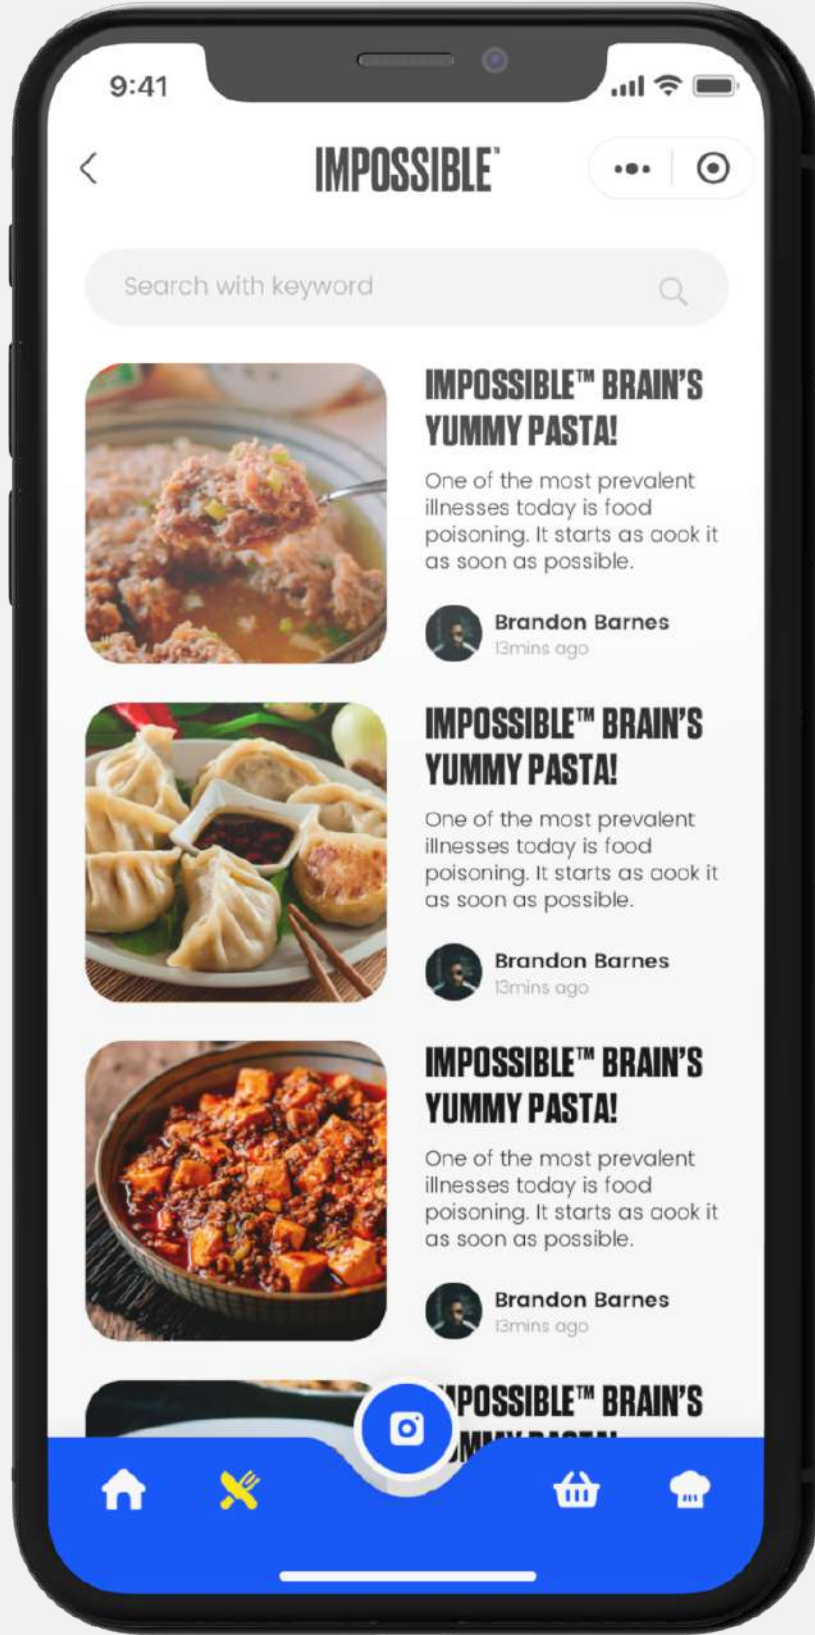 9:41
IMPOSSIBLE™
Search with keyword
IMPOSSIBLE™ BRAIN'S
YUMMY PASTA!
One of the most prevalent
illnesses today is food
poisoning. It starts as aook it
as soon as possible.
Brandon Barnes
13mins ago
IMPOSSIBLE™ BRAIN'S
YUMMY PASTA!
One of the most prevalent
illnesses today is food
poisoning. It starts as aook it
as soon as possible.
Brandon Barnes
13mins ago
IMPOSSIBLE™ BRAIN'S
YUMMY PASTA!
One of the most prevalent
illnesses today is food
poisoning. It starts as aook it
as soon as possible.
Brandon Barnes
13mins ago
BRAIN'S